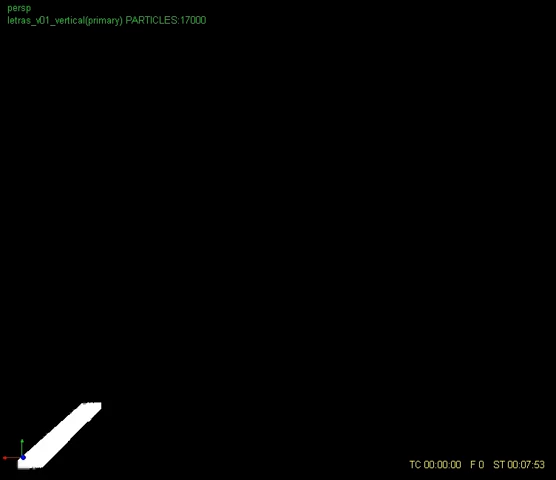 persp
letras_v01_vertical(primary) PARTICLES:17000
TC 00:00:00 F 0 ST 00:07:53